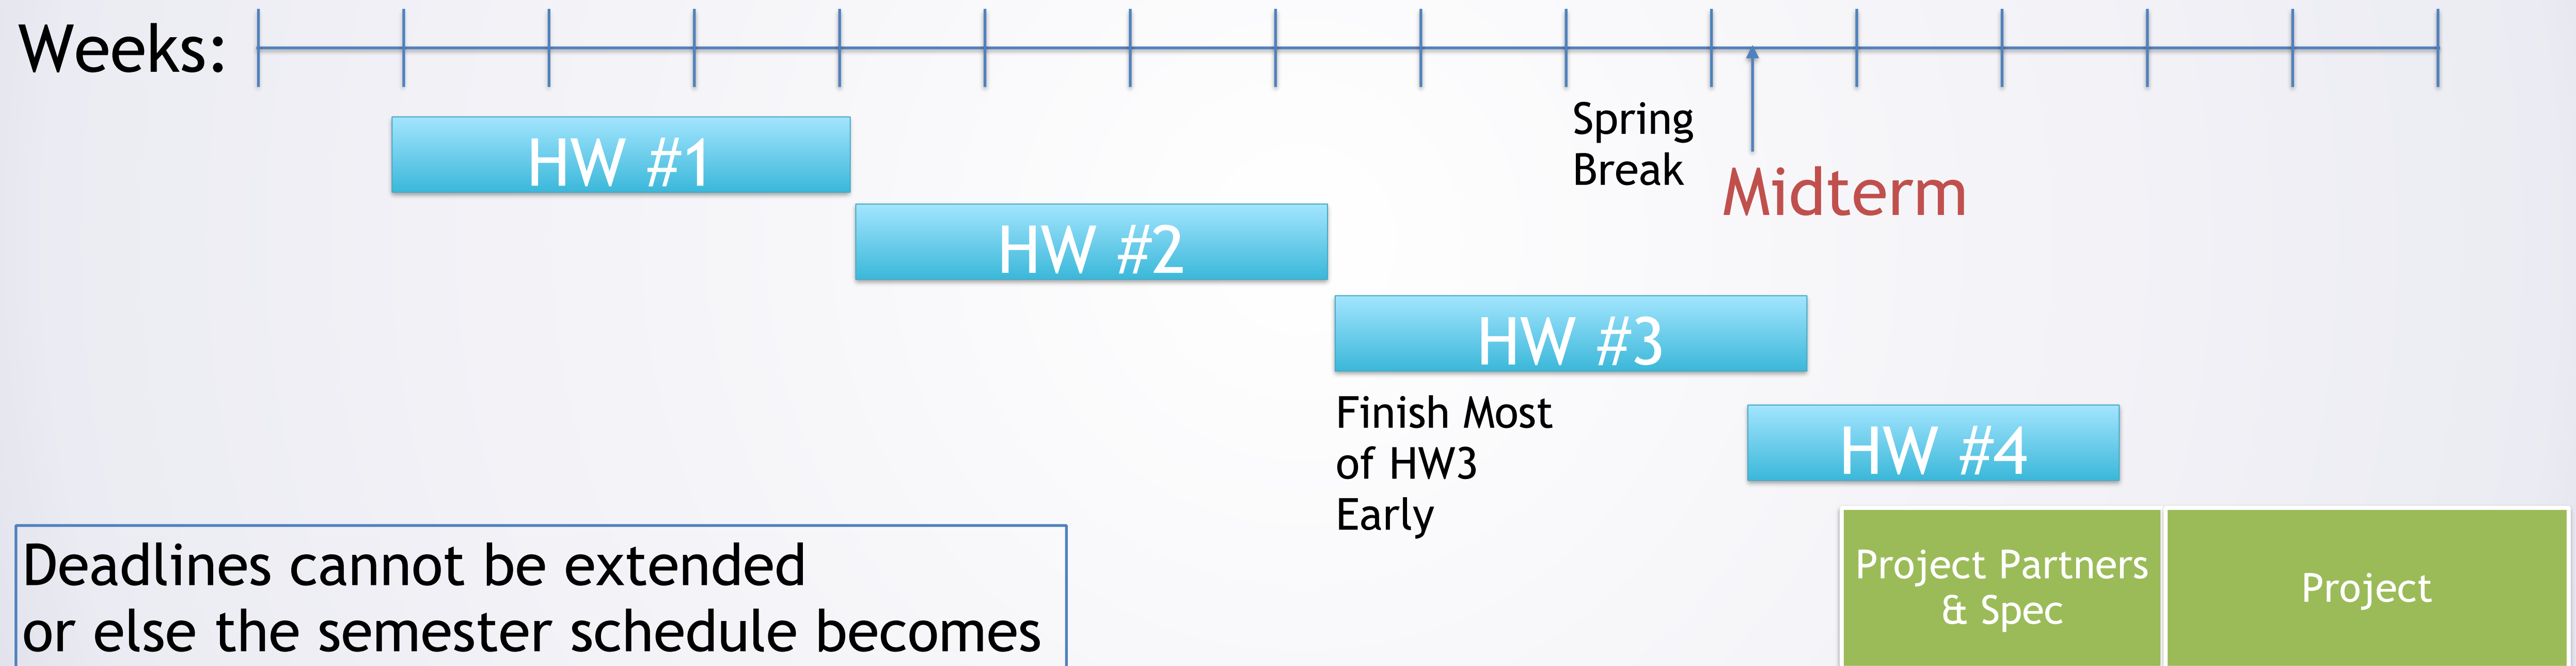 Weeks:
Spring
Break
Midterm
HW #1
HW #2
HW #3
Finish Most
of HW3
Early
HW #4
Project Partners
& Spec
Project
Deadlines cannot be extended
or else the semester schedule becomes